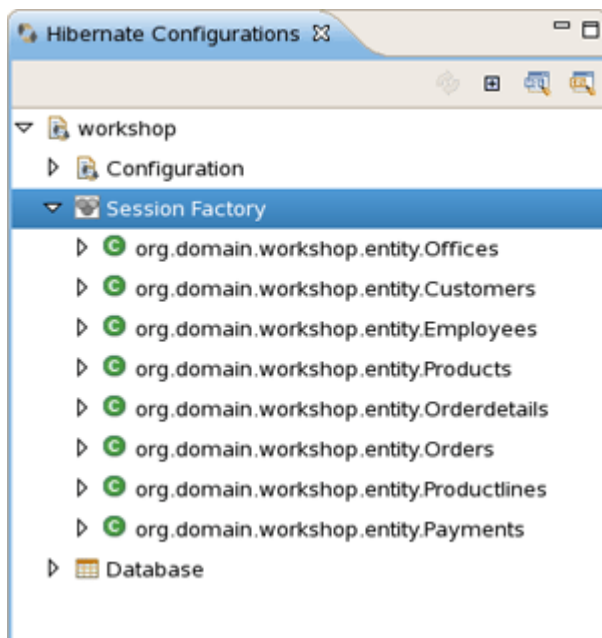 Hibernate Configurations
workshop
Configuration
Session Factory
org.domain.workshop.entity.Offices
org.domain.workshop.entity.Customers
org.domain.workshop.entity.Employees
org.domain.workshop.entity.Products
org.domain.workshop.entity.Orderdetails
org.domain.workshop.entity.Orders
org.domain.workshop.entity.Productlines
org.domain.workshop.entity.Payments
Database